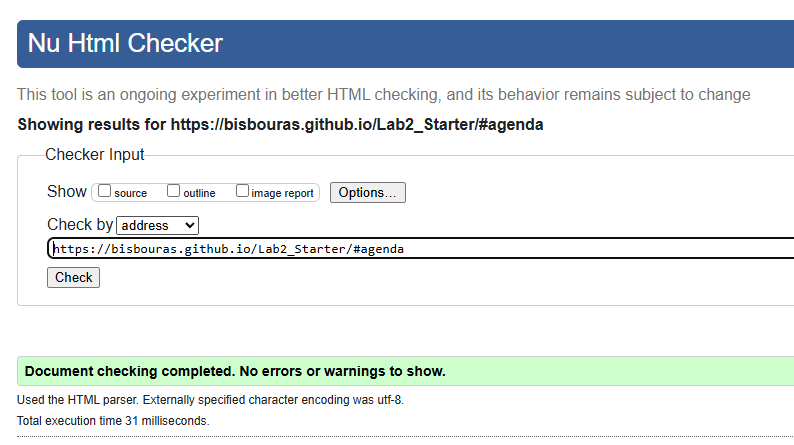 Nu Html Checker
This tool is an ongoing experiment in better HTML checking, and its behavior remains subject to change
Showing results for https://bisbouras.github.io/Lab2_Starter/#agenda
Checker Input
Show source outline image report Options...
Check by address
https://bisbouras.github.io/Lab2_Starter/#agenda
Check
Document checking completed. No errors or warnings to show.
Used the HTML parser. Externally specified character encoding was utf-8.
Total execution time 31 milliseconds.